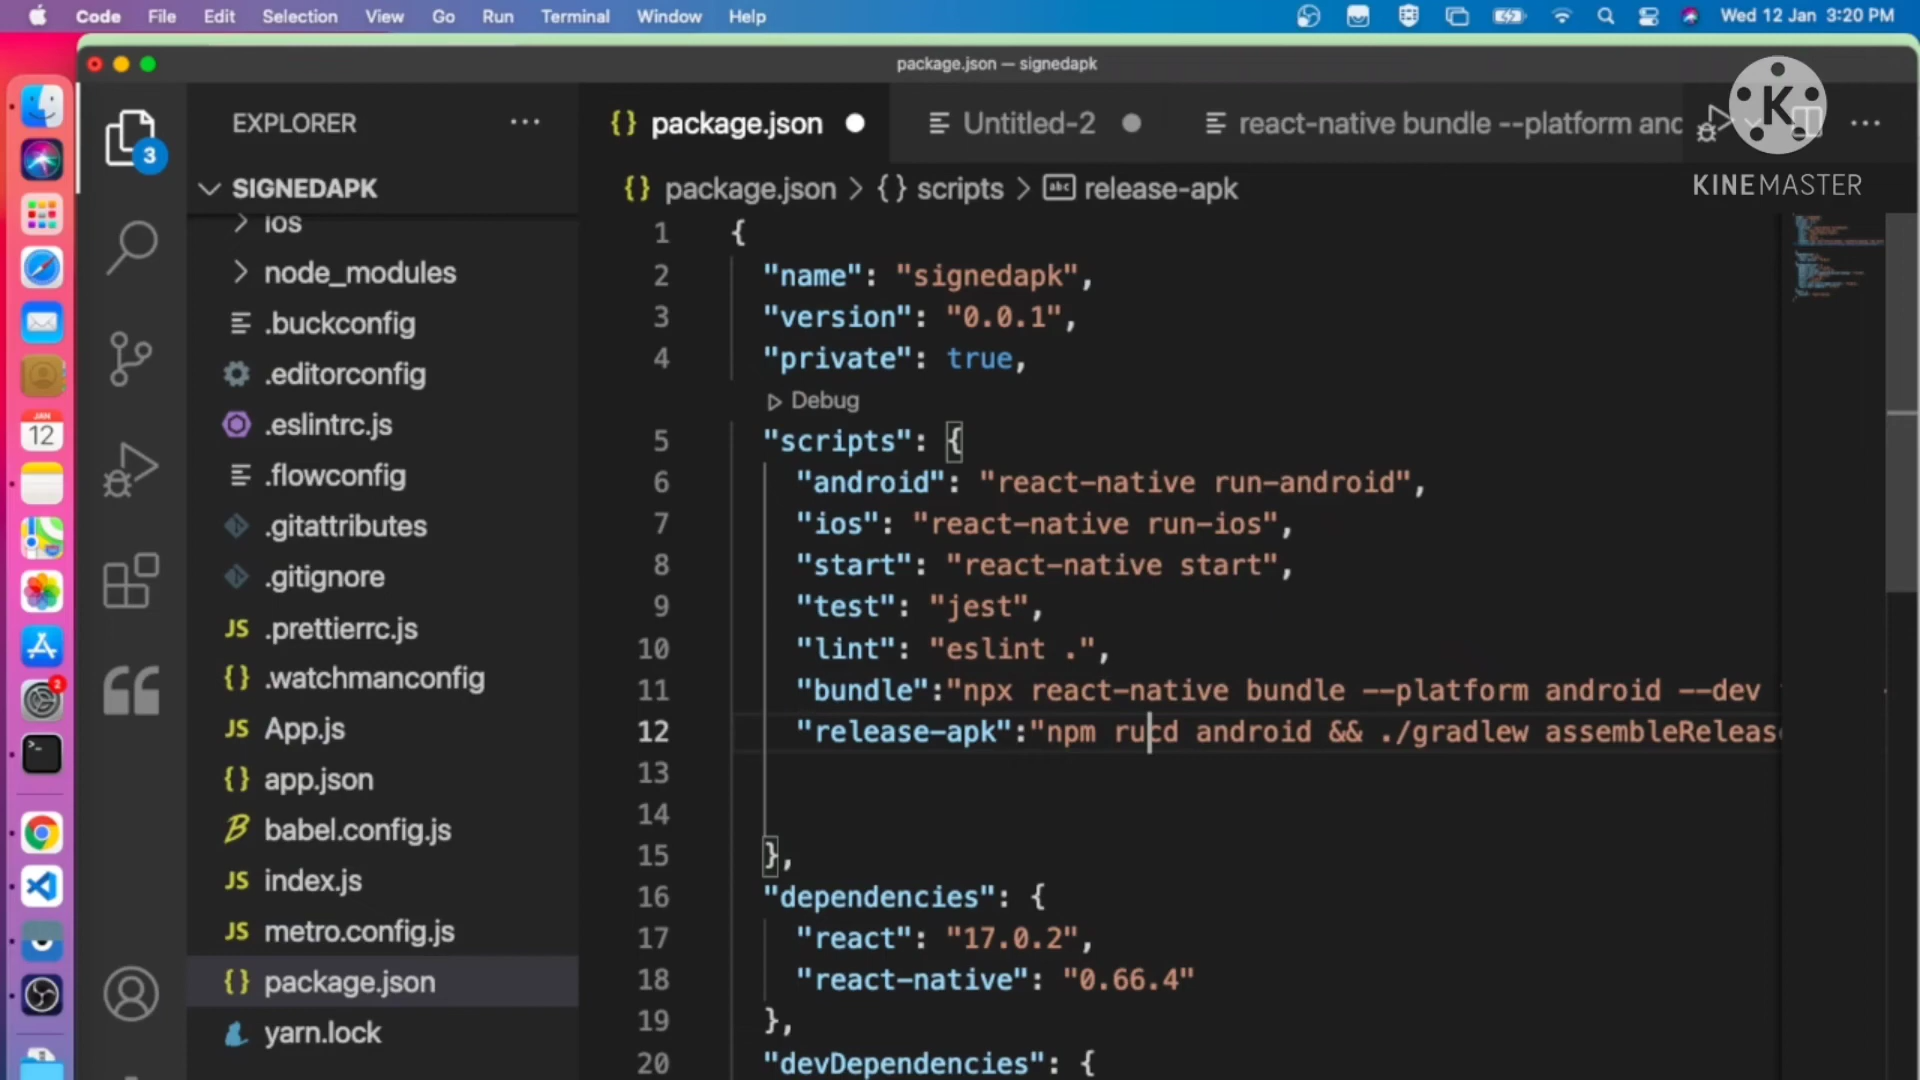 Code File Edit Selection View Go Run Terminal Window Help Wed 12 Jan 3:20 PM
package.json — signedapk
KINEMASTER
K
3
EXPLORER
SIGNEDAPK
ios
node_modules
.buckconfig
.editorconfig
.eslintrc.js
.flowconfig
.gitattributes
.gitignore
JS .prettierrc.js
{} .watchmanconfig
JS App.js
{} app.json
babel.config.js
JS index.js
JS metro.config.js
{} package.json
yarn.lock
JAN
12
2
{} package.json Untitled-2 react-native bundle --platform and
{} package.json > {} scripts > abc release-apk
1 {
2 "name": "signedapk",
3 "version": "0.0.1",
4 "private": true,
Debug
5 "scripts": {
6 "android": "react-native run-android",
7 "ios": "react-native run-ios",
8 "start": "react-native start",
9 "test": "jest",
10 "lint": "eslint .",
11 "bundle":"npx react-native bundle --platform android --dev
12 "release-apk":"npm rucd android && ./gradlew assembleRelease
13
14
15 },
16 "dependencies": {
17 "react": "17.0.2",
18 "react-native": "0.66.4"
19 },
20 "devDependencies": {